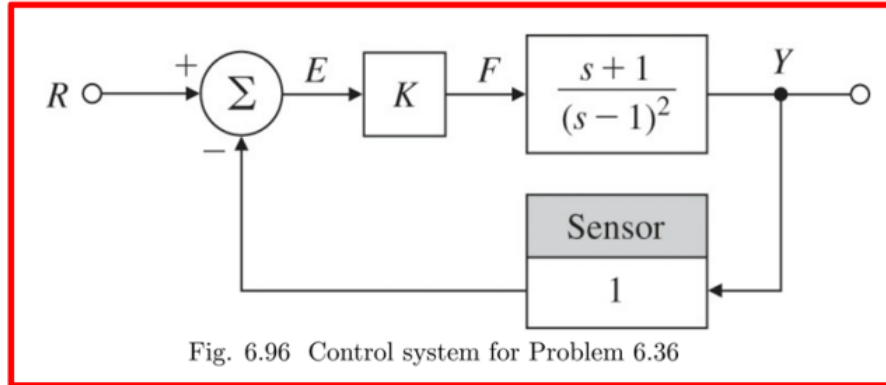 R + Σ E K F s + 1 Y
(s − 1)²
−
Sensor
1
Fig. 6.96 Control system for Problem 6.36